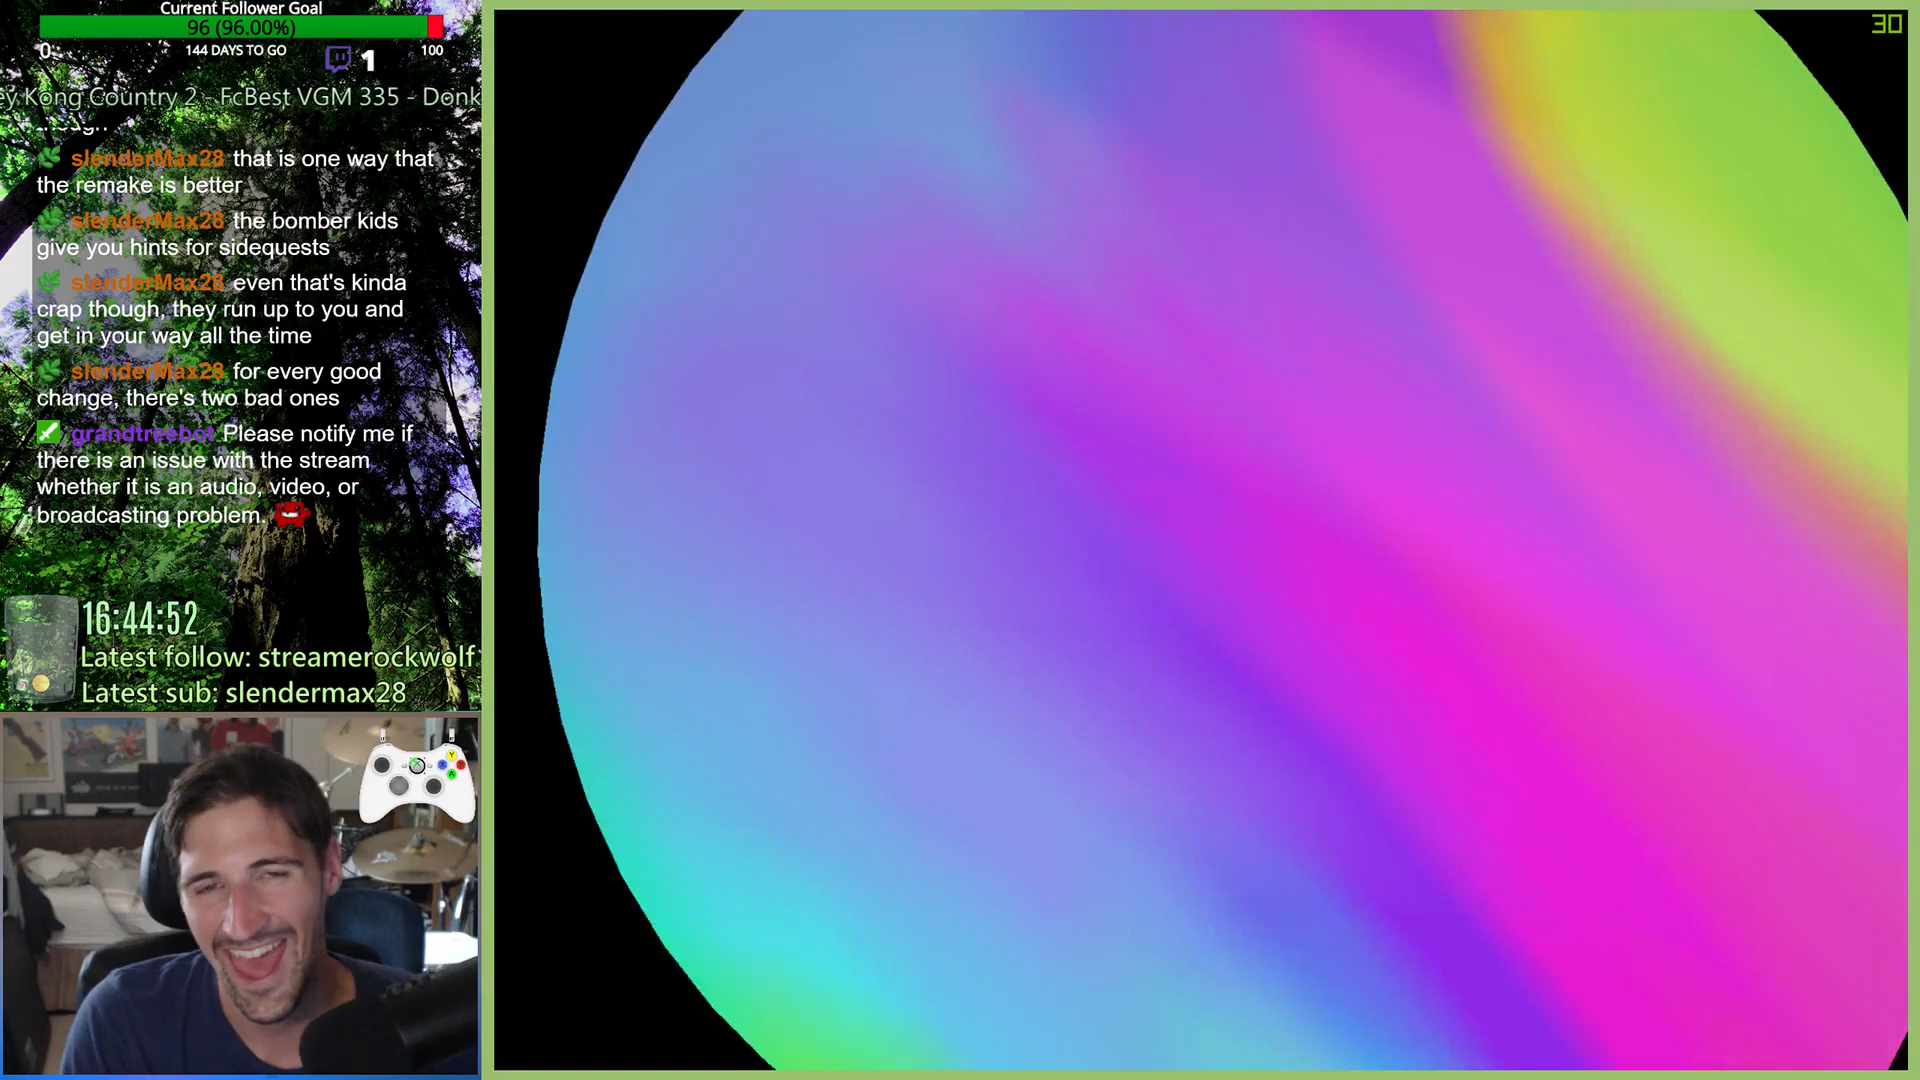 Current Follower Goal
96 (96.00%)
0 144 DAYS TO GO 100
1
ey Kong Country 2 - FcBest VGM 335 - Donk
slenderMax28 that is one way that
the remake is better
slenderMax28 the bomber kids
give you hints for sidequests
slenderMax28 even that's kinda
crap though, they run up to you and
get in your way all the time
slenderMax28 for every good
change, there's two bad ones
grandtreebot Please notify me if
there is an issue with the stream
whether it is an audio, video, or
broadcasting problem.
16:44:52
Latest follow: streamerockwolf
Latest sub: slendermax28
Y
X B
A
30